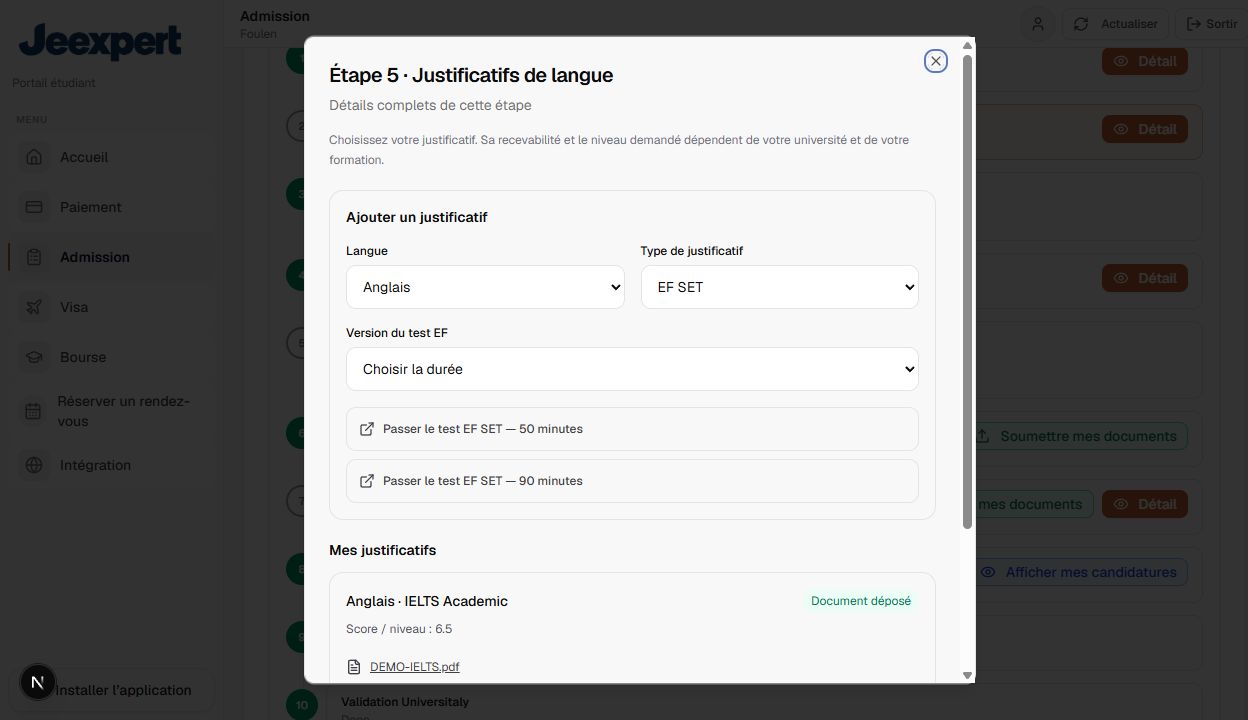 Jeexpert
Portail étudiant
MENU
Accueil
Paiement
Admission
Visa
Bourse
Réserver un rendez-
vous
Intégration
Installer l'application
Admission
Foulen
Actualiser
Sortir
Étape 5 · Justificatifs de langue
Détails complets de cette étape
Choisissez votre justificatif. Sa recevabilité et le niveau demandé dépendent de votre université et de votre
formation.
Ajouter un justificatif
Langue
Type de justificatif
Anglais
EF SET
Version du test EF
Choisir la durée
Passer le test EF SET — 50 minutes
Passer le test EF SET — 90 minutes
Mes justificatifs
Anglais · IELTS Academic
Document déposé
Score / niveau : 6.5
DEMO-IELTS.pdf
Détail
Détail
Détail
Soumettre mes documents
mes documents
Détail
Afficher mes candidatures
10
Validation Universitaly